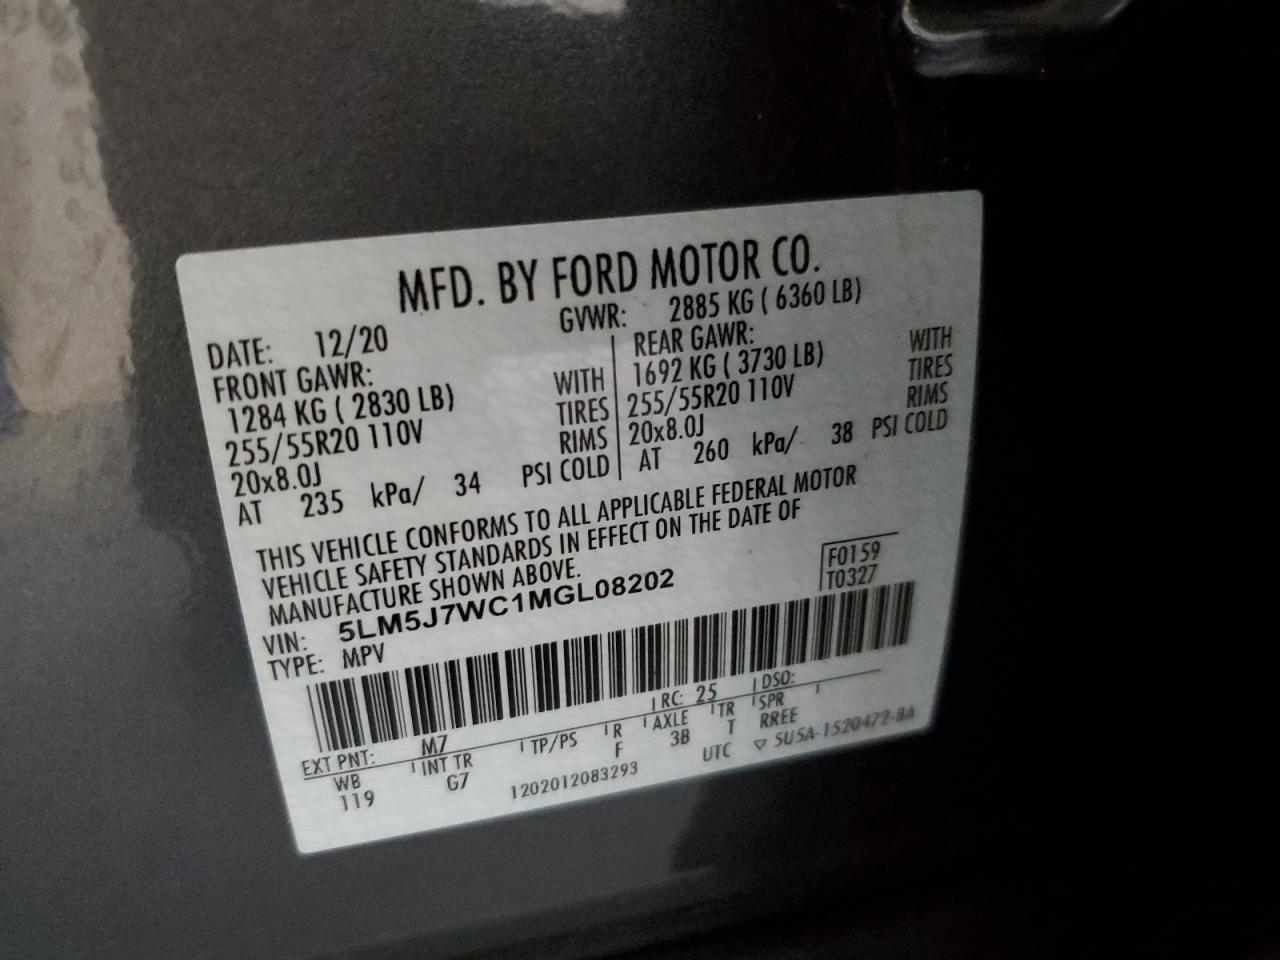 MFD. BY FORD MOTOR CO.
DATE: 12/20 GVWR: 2885 KG ( 6360 LB)
FRONT GAWR: REAR GAWR:
1284 KG ( 2830 LB) WITH 1692 KG ( 3730 LB) WITH
255/55R20 110V TIRES 255/55R20 110V TIRES
20x8.0J RIMS 20x8.0J RIMS
AT 235 kPa/ 34 PSI COLD AT 260 kPa/ 38 PSI COLD
THIS VEHICLE CONFORMS TO ALL APPLICABLE FEDERAL MOTOR
VEHICLE SAFETY STANDARDS IN EFFECT ON THE DATE OF
MANUFACTURE SHOWN ABOVE.
F0159
T0327
VIN: 5LM5J7WC1MGL08202
TYPE: MPV
EXT PNT: M7 RC: 25 DSO:
WB INT TR TP/PS R AXLE TR SPR
119 G7 F 3B T RREE
1202012083293 UTC ▽ 5U5A-1520472-BA